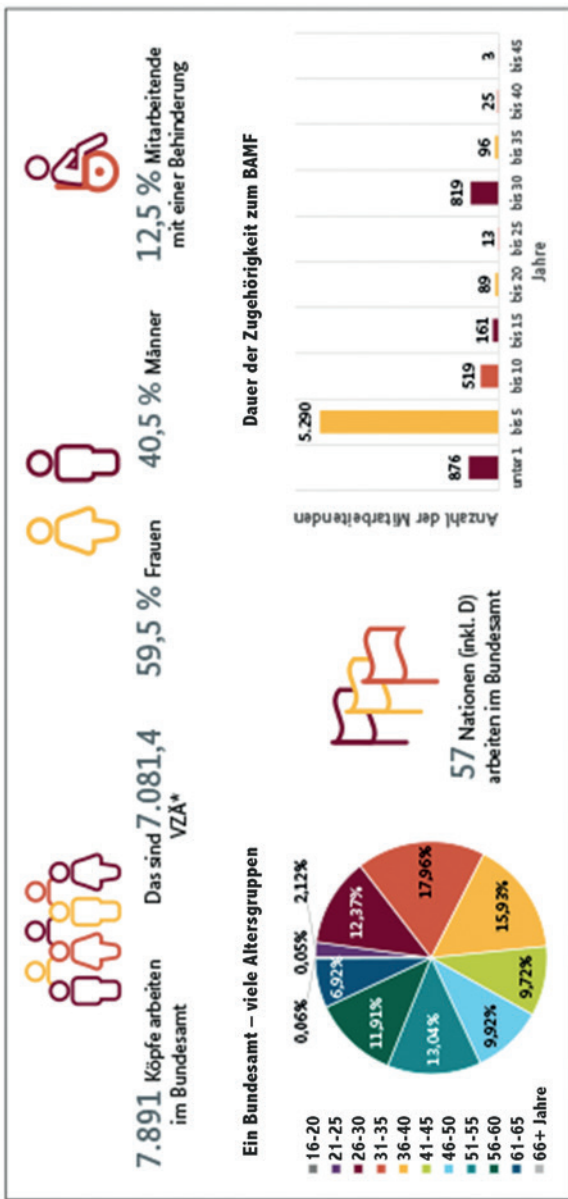 7.891 Köpfe arbeiten
im Bundesamt
Das sind 7.081,4
VZÄ*
59,5 % Frauen
40,5 % Männer
12,5 % Mitarbeitende
mit einer Behinderung
Ein Bundesamt – viele Altersgruppen
16-20
21-25
26-30
31-35
36-40
41-45
46-50
51-55
56-60
61-65
66+ Jahre
0,06%
0,05%
2,12%
12,37%
17,96%
15,93%
9,72%
9,92%
13,04%
11,91%
6,92%
57 Nationen (inkl. D)
arbeiten im Bundesamt
Dauer der Zugehörigkeit zum BAMF
Anzahl der Mitarbeitenden
876
5.290
519
161
89
13
819
96
25
3
unter 1
bis 5
bis 10
bis 15
bis 20
bis 25
bis 30
bis 35
bis 40
bis 45
Jahre